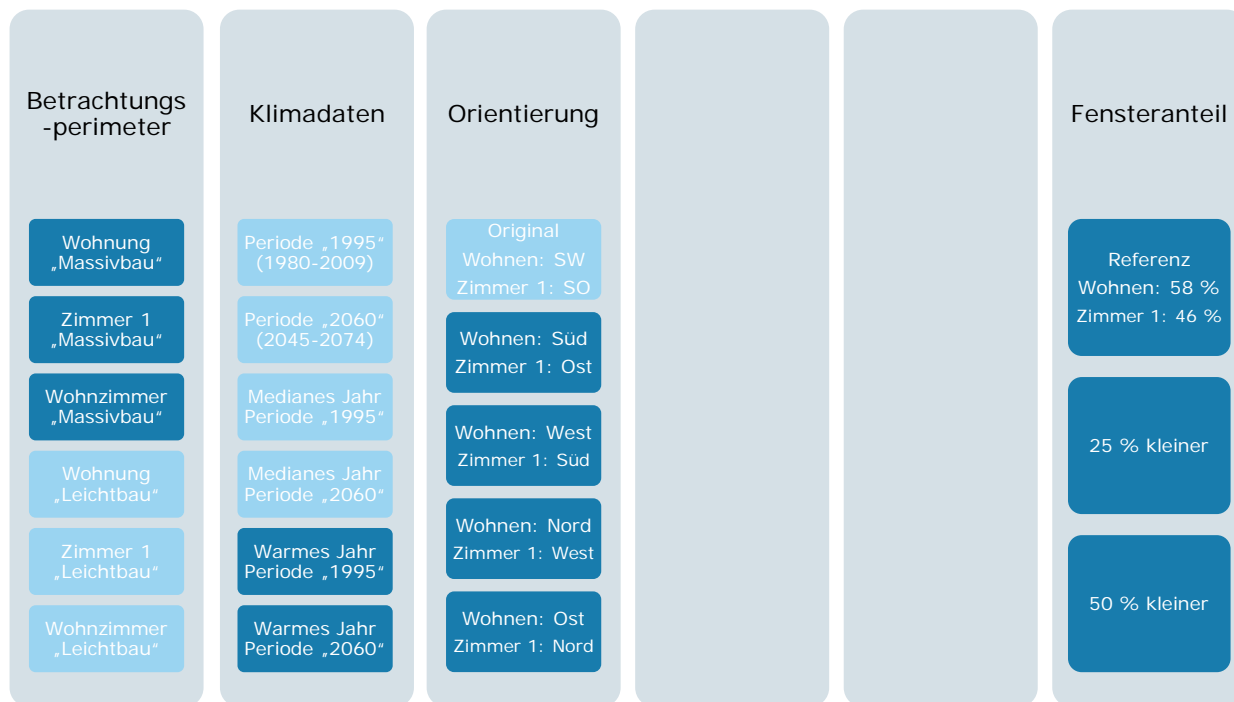 Betrachtungs
-perimeter
Wohnung
„Massivbau“
Zimmer 1
„Massivbau“
Wohnzimmer
„Massivbau“
Wohnung
„Leichtbau“
Zimmer 1
„Leichtbau“
Wohnzimmer
„Leichtbau“
Klimadaten
Periode „1995“
(1980-2009)
Periode „2060“
(2045-2074)
Medianes Jahr
Periode „1995“
Medianes Jahr
Periode „2060“
Warmes Jahr
Periode „1995“
Warmes Jahr
Periode „2060“
Orientierung
Original
Wohnen: SW
Zimmer 1: SO
Wohnen: Süd
Zimmer 1: Ost
Wohnen: West
Zimmer 1: Süd
Wohnen: Nord
Zimmer 1: West
Wohnen: Ost
Zimmer 1: Nord
Fensteranteil
Referenz
Wohnen: 58 %
Zimmer 1: 46 %
25 % kleiner
50 % kleiner